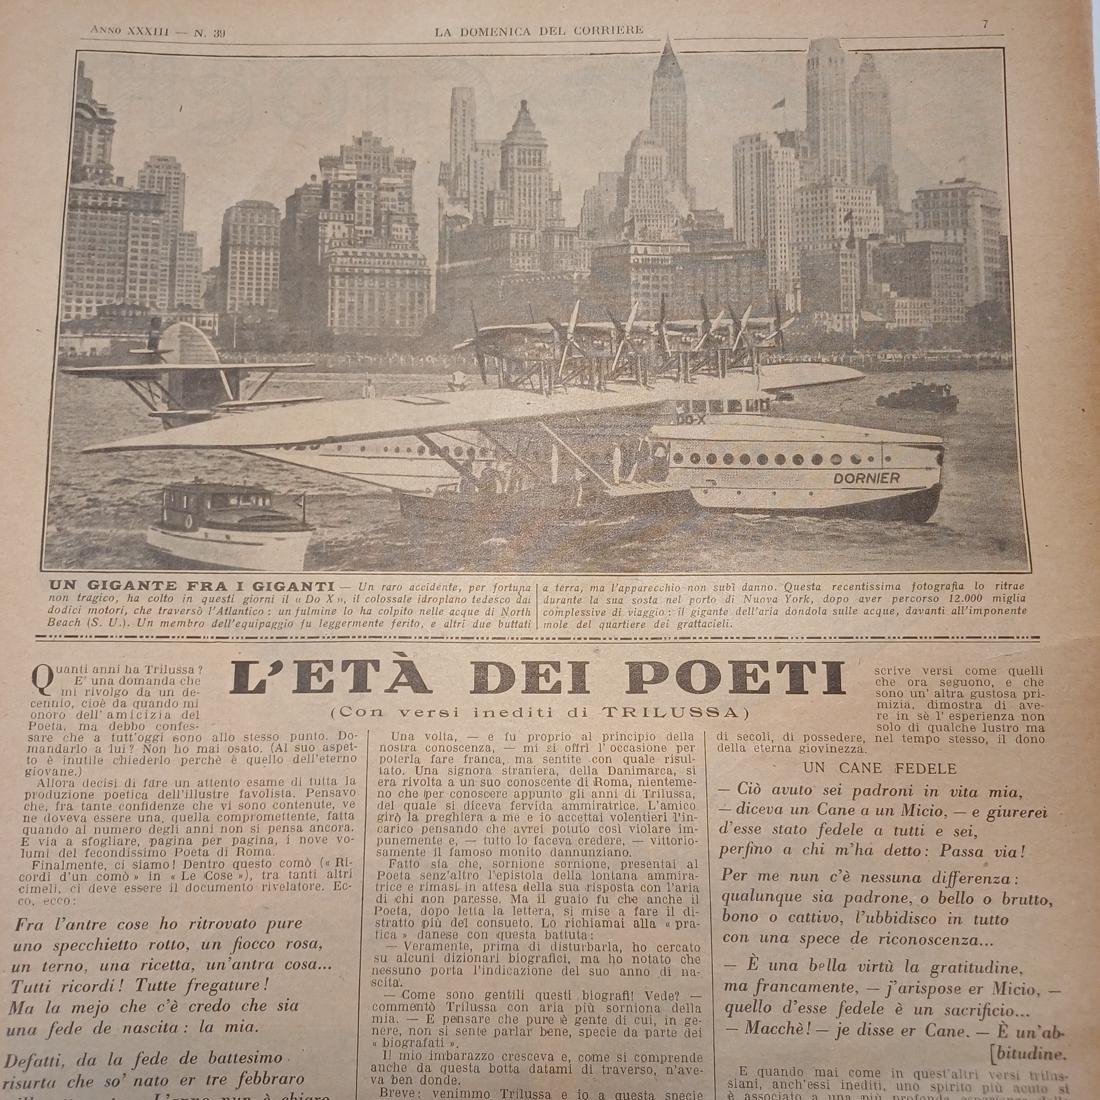 ANNO XXXIII — N. 39
LA DOMENICA DEL CORRIERE
7
DO-X
DORNIER
UN GIGANTE FRA I GIGANTI — Un raro accidente, per fortuna
non tragico, ha colto in questi giorni il « Do X », il colossale idroplano tedesco dai
dodici motori, che traversò l'Atlantico: un fulmine lo ha colpito nelle acque di North
Beach (S. U.). Un membro dell'equipaggio fu leggermente ferito, e altri due buttati
a terra, ma l'apparecchio non subì danno. Questa recentissima fotografia lo ritrae
durante la sua sosta nel porto di Nuova York, dopo aver percorso 12.000 miglia
complessive di viaggio: il gigante dell'aria dondola sulle acque, davanti all'imponente
mole del quartiere dei grattacieli.
L'ETÀ DEI POETI
(Con versi inediti di TRILUSSA)
Quanti anni ha Trilussa?
E' una domanda che
mi rivolgo da un de-
cennio, cioè da quando mi
onoro dell'amicizia del
Poeta, ma debbo confes-
sare che a tutt'oggi sono allo stesso punto. Do-
mandarlo a lui? Non ho mai osato. (Al suo aspet-
to è inutile chiederlo perchè è quello dell'eterno
giovane.)
Allora decisi di fare un attento esame di tutta la
produzione poetica dell'illustre favolista. Pensavo
che, fra tante confidenze che vi sono contenute, ve
ne doveva essere una, quella compromettente, fatta
quando al numero degli anni non si pensa ancora.
E via a sfogliare, pagina per pagina, i nove vo-
lumi del fecondissimo Poeta di Roma.
Finalmente, ci siamo! Dentro questo comò (« Ri-
cordi d'un comò » in « Le Cose »), tra tanti altri
cimeli, ci deve essere il documento rivelatore. Ec-
co, ecco:
Fra l'antre cose ho ritrovato pure
uno specchietto rotto, un fiocco rosa,
un terno, una ricetta, un'antra cosa...
Tutti ricordi! Tutte fregature!
Ma la mejo che c'è credo che sia
una fede de nascita: la mia.
Defatti, da la fede de battesimo
risurta che so' nato er tre febbraro
L'anno nun è chiaro
Una volta, — e fu proprio al principio della
nostra conoscenza, — mi si offrì l'occasione per
poterla fare franca, ma sentite con quale risul-
tato. Una signora straniera, della Danimarca, si
era rivolta a un suo conoscente di Roma, nienteme-
no che per conoscere appunto gli anni di Trilussa,
del quale si diceva fervida ammiratrice. L'amico
girò la preghiera a me e io accettai volentieri l'in-
carico pensando che avrei potuto così violare im-
punemente e, — tutto lo faceva credere, — vittorio-
samente il famoso monito dannunziano.
Fatto sta che, sornione sornione, presentai al
Poeta senz'altro l'epistola della lontana ammira-
trice e rimasi in attesa della sua risposta con l'aria
di chi non paresse. Ma il guaio fu che anche il
Poeta, dopo letta la lettera, si mise a fare il di-
stratto più del consueto. Lo richiamai alla « pra-
tica » danese con questa battuta:
— Veramente, prima di disturbarla, ho cercato
su alcuni dizionari biografici, ma ho notato che
nessuno porta l'indicazione del suo anno di na-
scita.
— Come sono gentili questi biografi! Vede? —
commentò Trilussa con aria più sorniona della
mia. — E pensare che pure è gente di cui, in ge-
nere, non si sente parlar bene, specie da parte dei
« biografati ».
Il mio imbarazzo cresceva e, come si comprende
anche da questa botta datami di traverso, n'ave-
va ben donde.
Breve: venimmo Trilussa e io a questa specie
scrive versi come quelli
che ora seguono, e che
sono un'altra gustosa pri-
mizia, dimostra di ave-
re in sè l'esperienza non
solo di qualche lustro ma
di secoli, di possedere, nel tempo stesso, il dono
della eterna giovinezza.
UN CANE FEDELE
— Ciò avuto sei padroni in vita mia,
— diceva un Cane a un Micio, — e giurerei
d'esse stato fedele a tutti e sei,
perfino a chi m'ha detto: Passa via!
Per me nun c'è nessuna differenza:
qualunque sia padrone, o bello o brutto,
bono o cattivo, l'ubbidisco in tutto
con una spece de riconoscenza...
— È una bella virtù la gratitudine,
ma francamente, — j'arispose er Micio, —
quello d'esse fedele è un sacrificio...
— Macchè! — je disse er Cane. — È un'ab-
[bitudine.
E quando mai come in quest'altri versi trilus-
siani, anch'essi inediti, uno spirito più acuto si
è associato a una più profonda